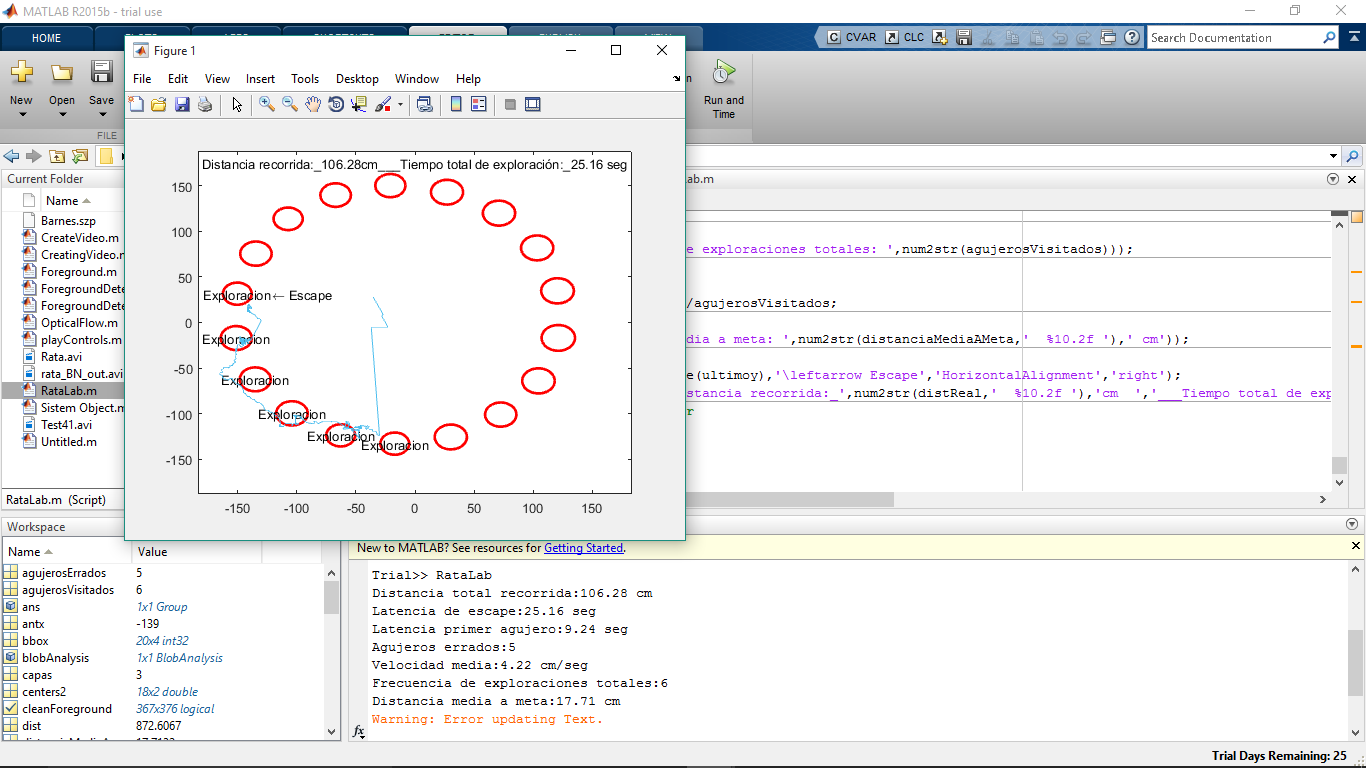 MATLAB R2015b - trial use
HOME
CVAR
CLC
Search Documentation
Figure 1
File Edit View Insert Tools Desktop Window Help
New Open Save
Run and
Time
FILE
Distancia recorrida:_106.28cm___Tiempo total de exploración:_25.16 seg
150
100
50
0
-50
-100
-150
-150 -100 -50 0 50 100 150
Exploracion← Escape
Exploracion
Exploracion
Exploracion
Exploracion
Exploracion
Current Folder
Name
Barnes.szp
CreateVideo.m
CreatingVideo.m
Foreground.m
ForegroundDete
ForegroundDete
OpticalFlow.m
playControls.m
Rata.avi
rata_BN_out.avi
RataLab.m
Sistem Object.m
Test41.avi
Untitled.m
RataLab.m (Script)
ab.m
e exploraciones totales: ',num2str(agujerosVisitados)));
/agujerosVisitados;
dia a meta: ',num2str(distanciaMediaAMeta,' %10.2f '),' cm'));
e(ultimoy),'\leftarrow Escape','HorizontalAlignment','right');
stancia recorrida:_',num2str(distReal,' %10.2f '),'cm ','___Tiempo total de exp
r
Workspace
Name Value
agujerosErrados 5
agujerosVisitados 6
ans 1x1 Group
antx -139
bbox 20x4 int32
blobAnalysis 1x1 BlobAnalysis
capas 3
centers2 18x2 double
cleanForeground 367x376 logical
dist 872.6067
New to MATLAB? See resources for Getting Started.
Trial>> RataLab
Distancia total recorrida:106.28 cm
Latencia de escape:25.16 seg
Latencia primer agujero:9.24 seg
Agujeros errados:5
Velocidad media:4.22 cm/seg
Frecuencia de exploraciones totales:6
Distancia media a meta:17.71 cm
Warning: Error updating Text.
fx
Trial Days Remaining: 25